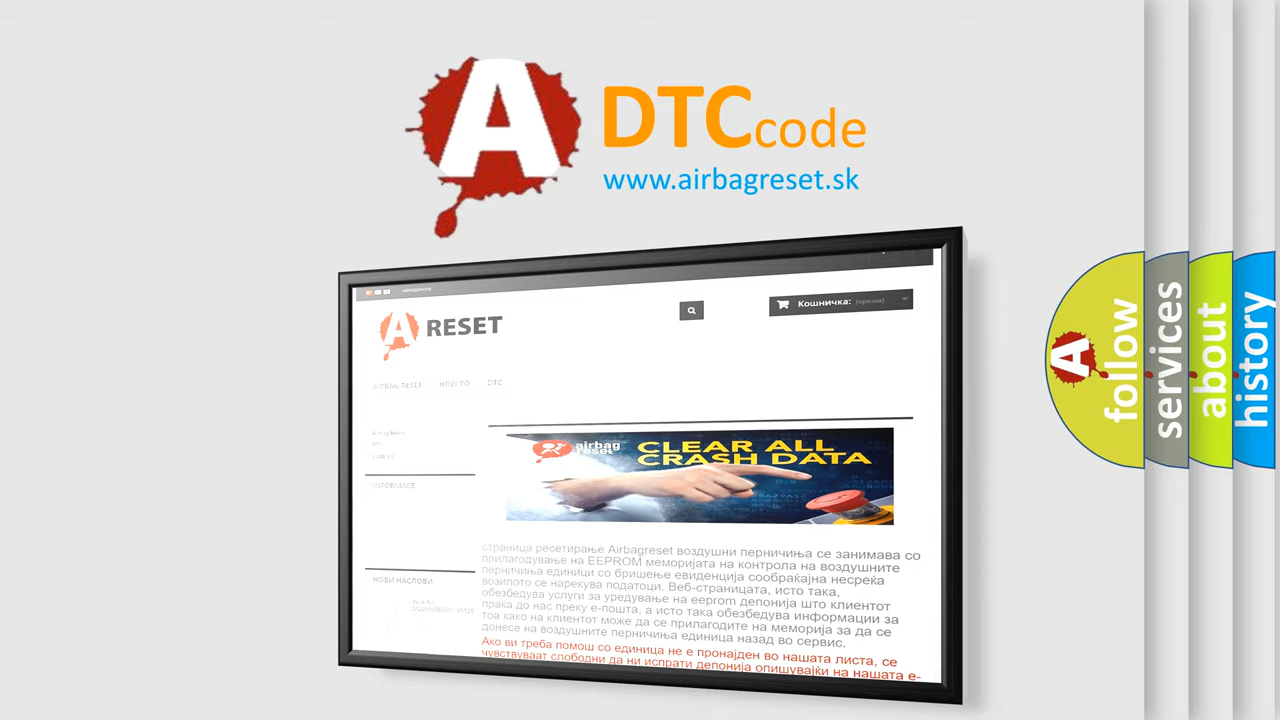 A
DTCcode
www.airbagreset.sk
Кошничка: (празна)
A RESET
AIRBAG RESET HOW TO DTC
airbag reset
CLEAR ALL
CRASH DATA
INFORMACE
страница ресетирање Airbagreset воздушни перничиња се занимава со
прилагодување на EEPROM меморијата на контрола на воздушните
перничиња единици со бришење евиденција сообраќајна несреќа
возилото се нарекува податоци. Веб-страницата, исто така,
обезбедува услуги за уредување на eeprom депонија што клиентот
праќа до нас преку е-пошта, а исто така обезбедува информации за
тоа како на клиентот може да се прилагодите на меморија за да се
донесе на воздушните перничиња единица назад во сервис.
Ако ви треба помош со единица не е пронајден во нашата листа, се
чувствуваат слободни да ни испрати депонија опишувајќи на нашата е-
НОВИ НАСЛОВИ
A
follow
services
about
history